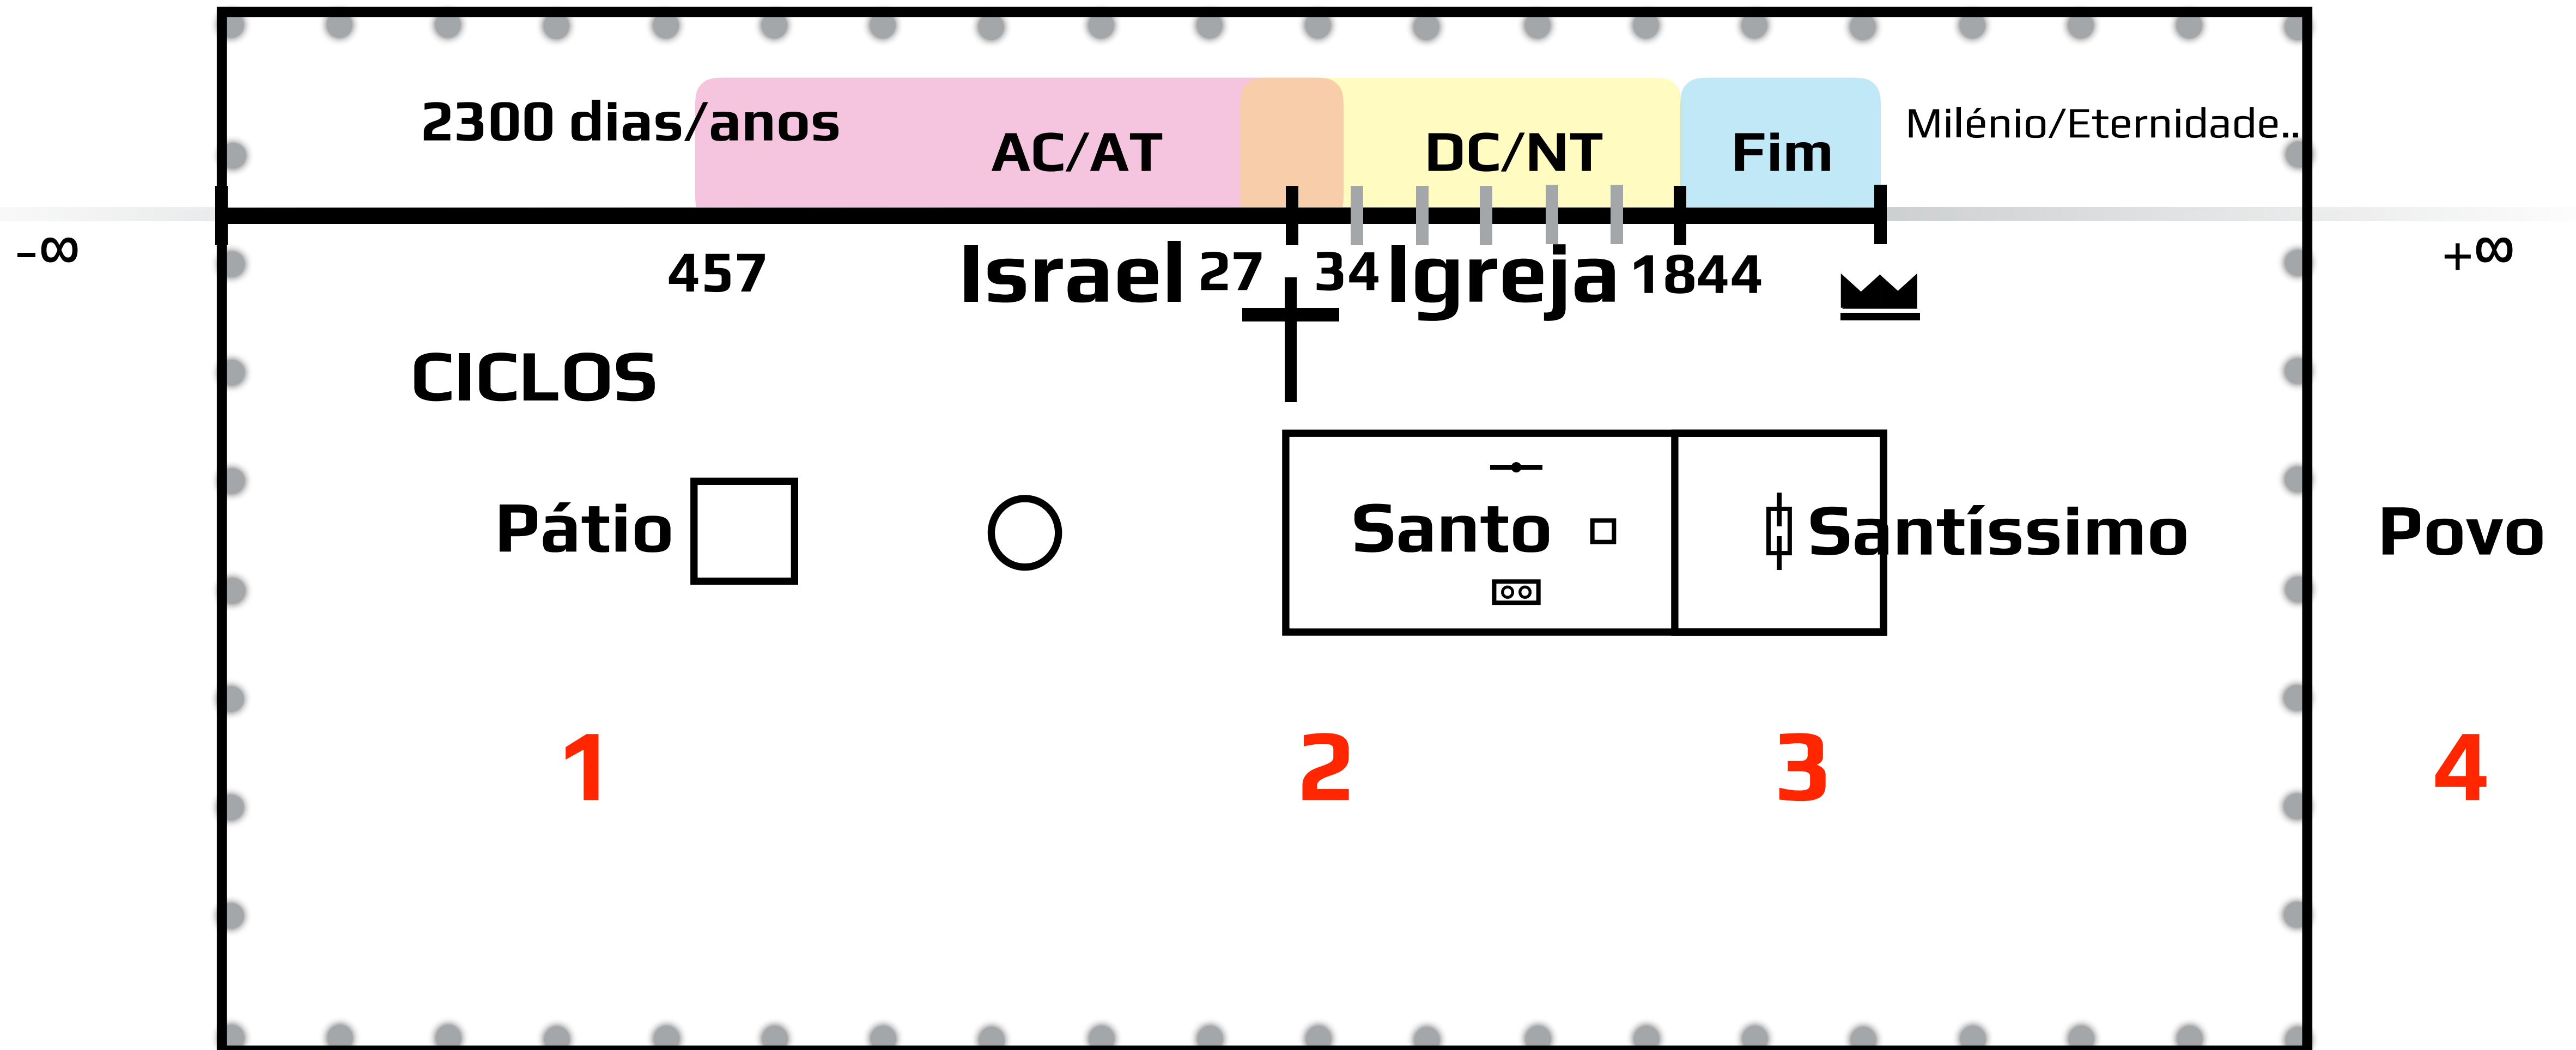 2300 dias/anos
AC/AT
DC/NT
Fim
Milénio/Eternidade..
-∞
457
Israel
27
34
Igreja
1844
+∞
CICLOS
Pátio
Santo
Santíssimo
Povo
1
2
3
4